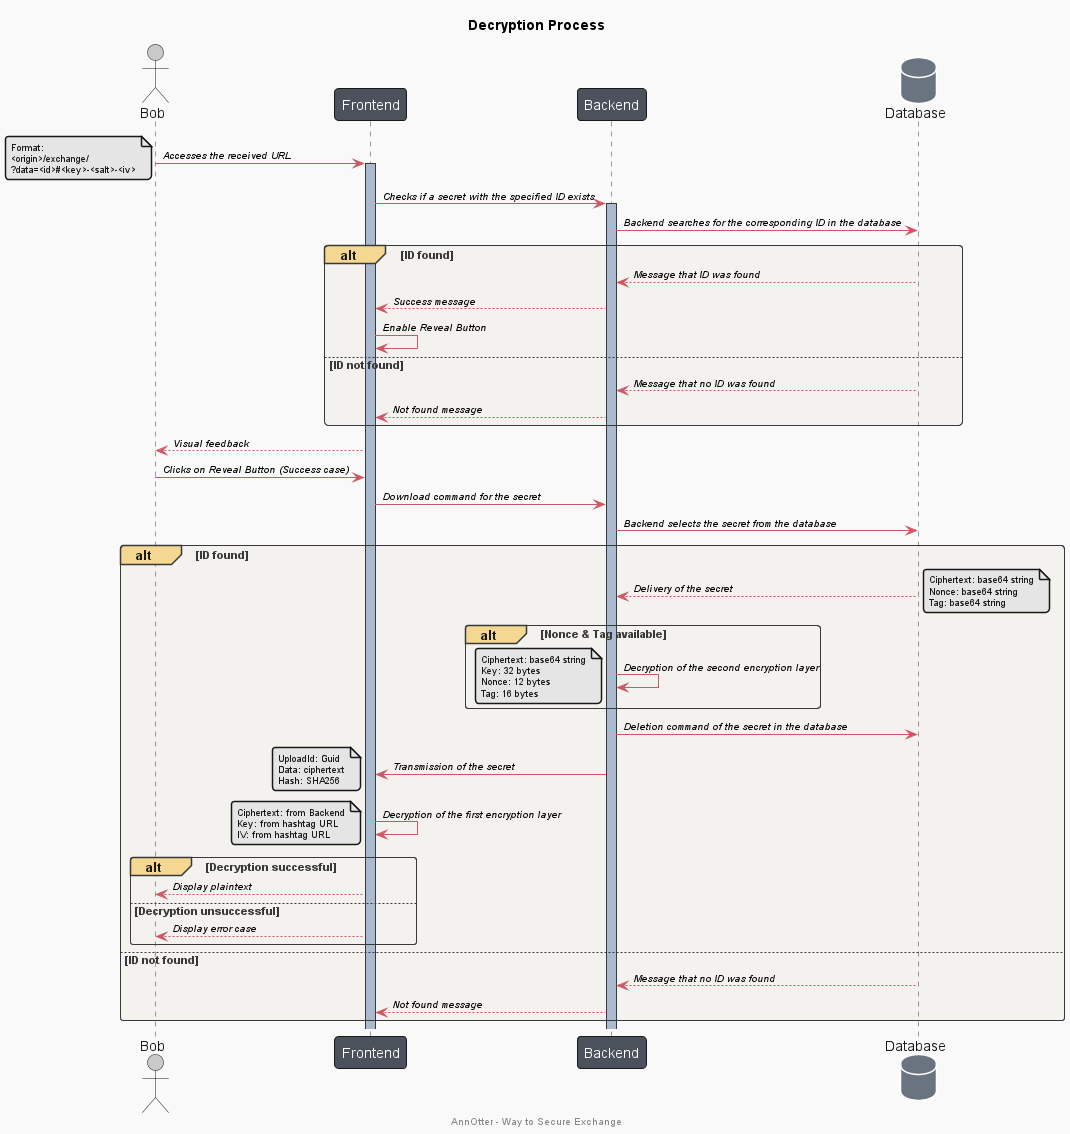 Decryption Process
Bob
Frontend
Backend
Database
Format:
<origin>/exchange/
?data=<id>#<key>-<salt>-<iv>
Accesses the received URL
Checks if a secret with the specified ID exists
Backend searches for the corresponding ID in the database
alt [ID found]
Message that ID was found
Success message
Enable Reveal Button
[ID not found]
Message that no ID was found
Not found message
Visual feedback
Clicks on Reveal Button (Success case)
Download command for the secret
Backend selects the secret from the database
alt [ID found]
Delivery of the secret
Ciphertext: base64 string
Nonce: base64 string
Tag: base64 string
alt [Nonce & Tag available]
Ciphertext: base64 string
Key: 32 bytes
Nonce: 12 bytes
Tag: 16 bytes
Decryption of the second encryption layer
Deletion command of the secret in the database
UploadId: Guid
Data: ciphertext
Hash: SHA256
Transmission of the secret
Ciphertext: from Backend
Key: from hashtag URL
IV: from hashtag URL
Decryption of the first encryption layer
alt [Decryption successful]
Display plaintext
[Decryption unsuccessful]
Display error case
[ID not found]
Message that no ID was found
Not found message
Bob
Frontend
Backend
Database
AnnOtter - Way to Secure Exchange